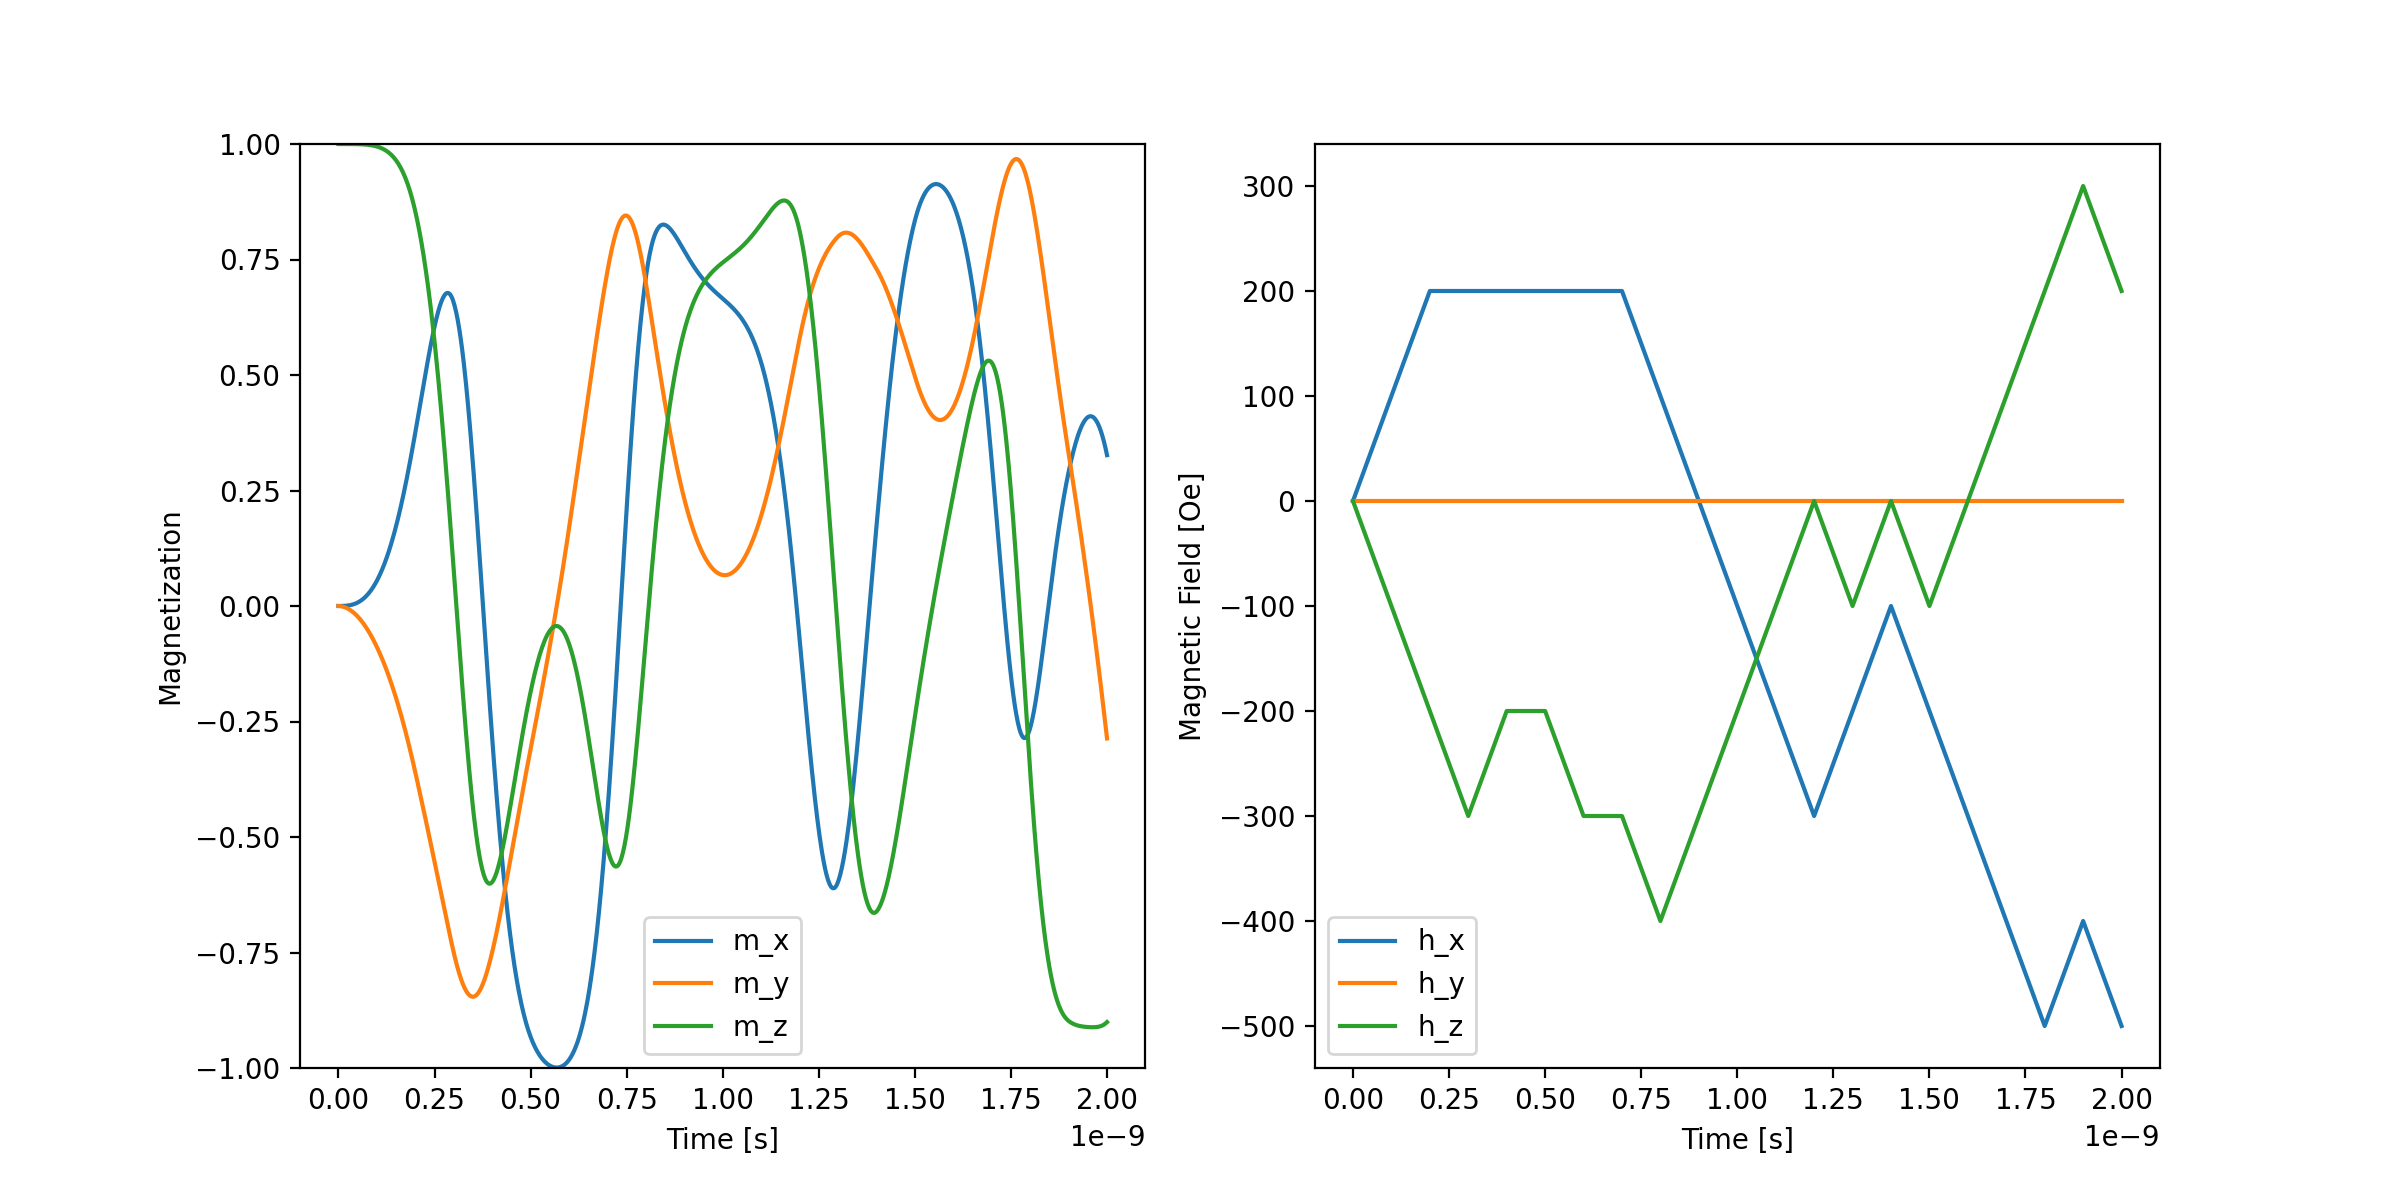 Magnetization
1.00
0.75
0.50
0.25
0.00
−0.25
−0.50
−0.75
−1.00
0.00 0.25 0.50 0.75 1.00 1.25 1.50 1.75 2.00
Time [s]
1e−9
m_x
m_y
m_z
Magnetic Field [Oe]
300
200
100
0
−100
−200
−300
−400
−500
0.00 0.25 0.50 0.75 1.00 1.25 1.50 1.75 2.00
Time [s]
1e−9
h_x
h_y
h_z